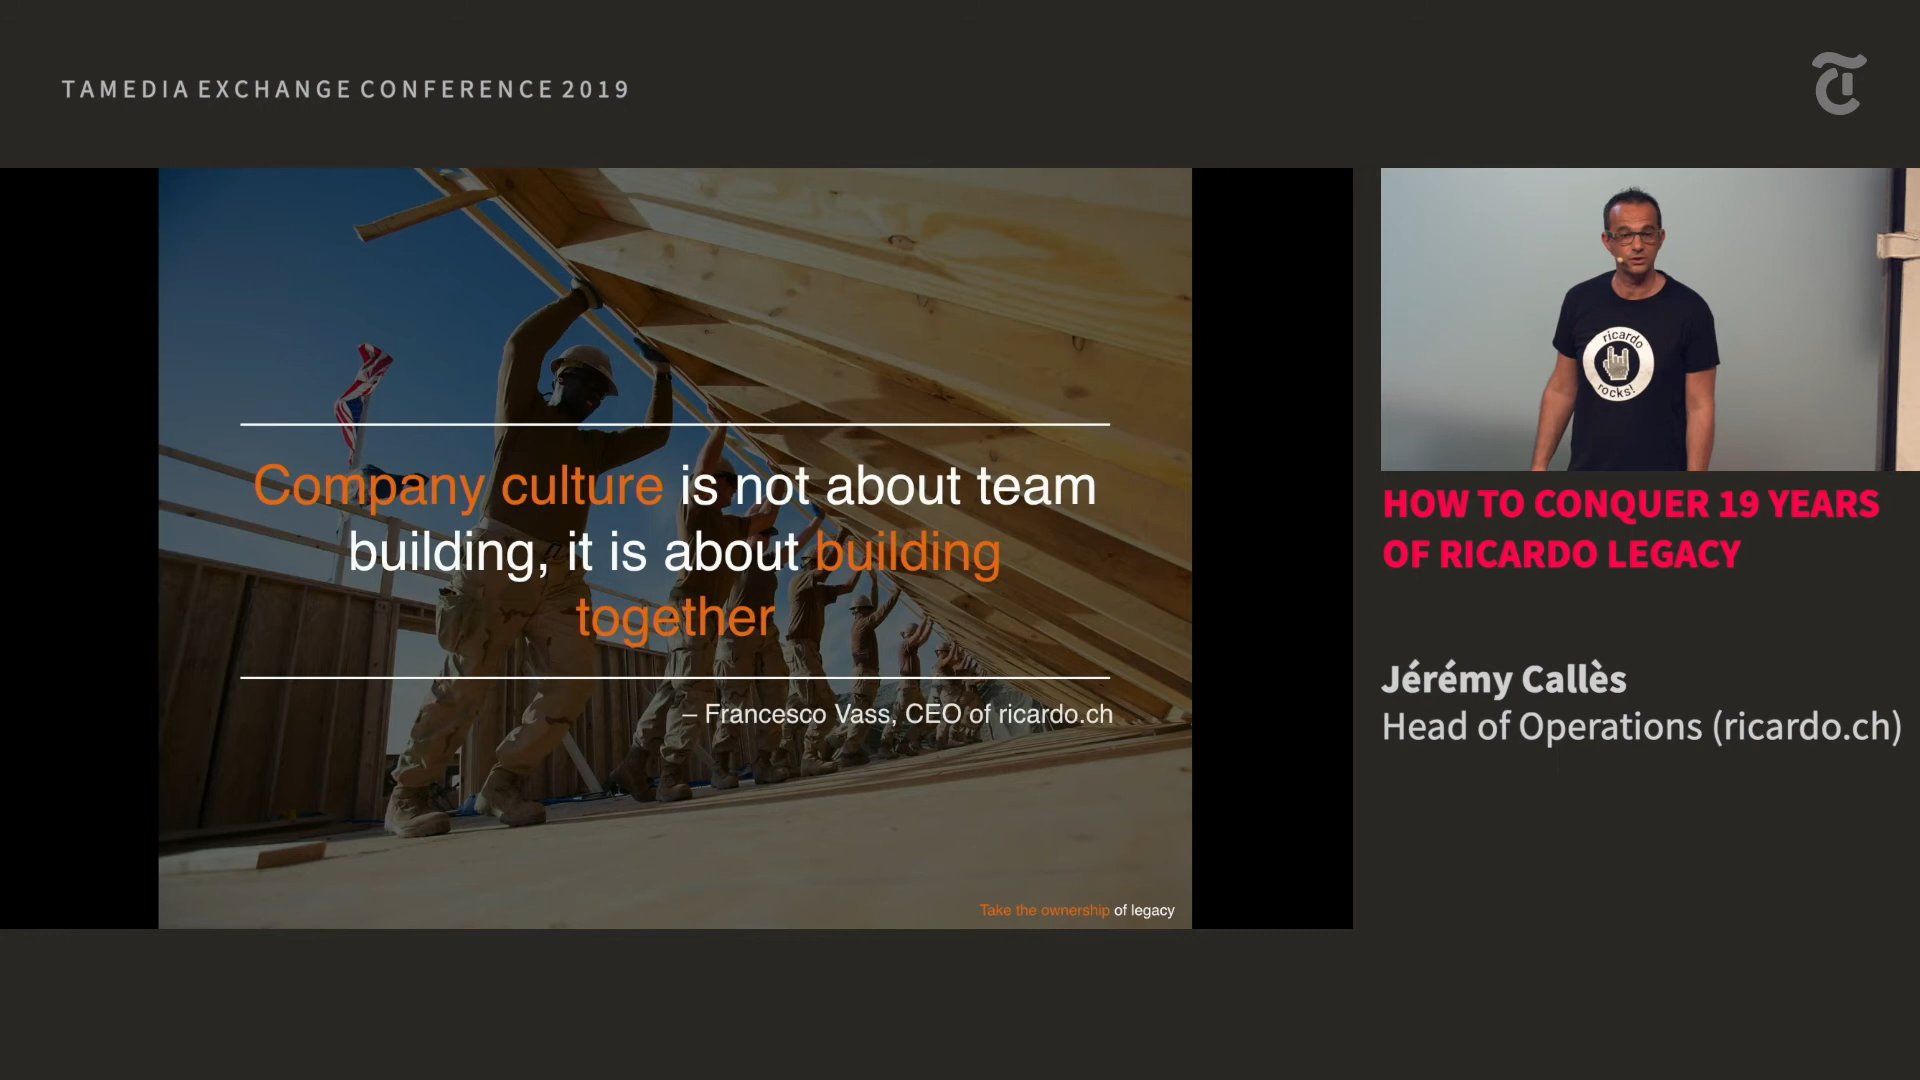 TAMEDIA EXCHANGE CONFERENCE 2019
Company culture is not about team
building, it is about building
together
– Francesco Vass, CEO of ricardo.ch
Take the ownership of legacy
ricardo
rocks!
HOW TO CONQUER 19 YEARS
OF RICARDO LEGACY
Jérémy Callès
Head of Operations (ricardo.ch)